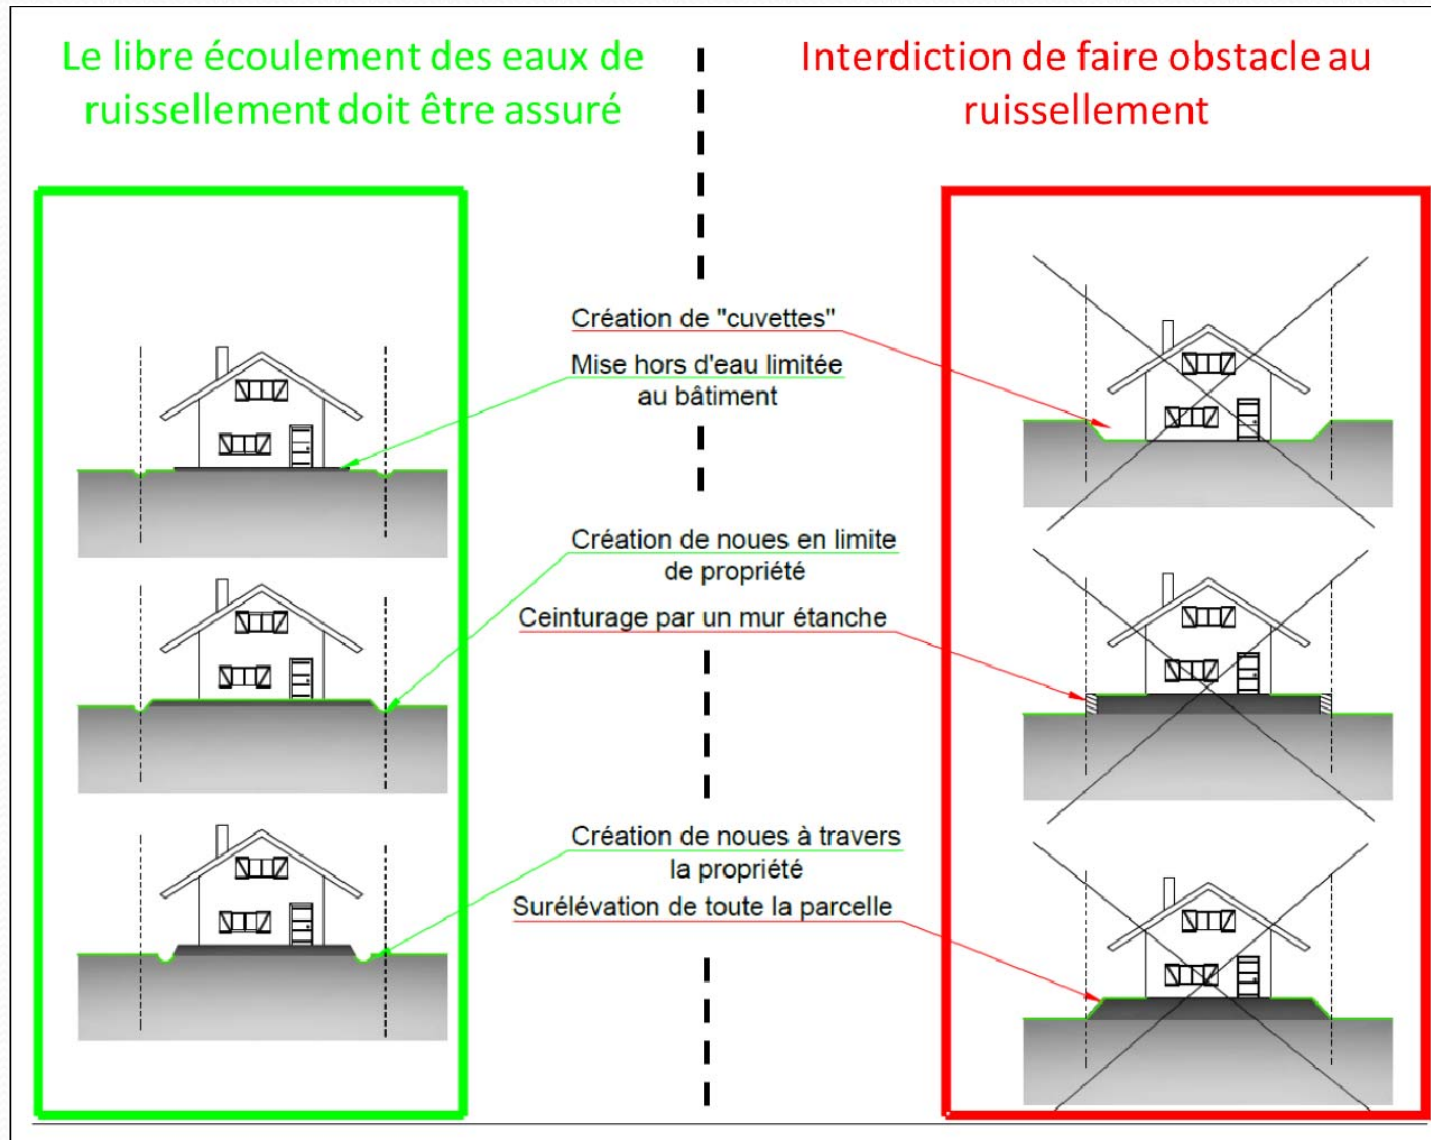 Le libre écoulement des eaux de
ruissellement doit être assuré
Interdiction de faire obstacle au
ruissellement
Création de "cuvettes"
Mise hors d'eau limitée
au bâtiment
Création de noues en limite
de propriété
Ceinturage par un mur étanche
Création de noues à travers
la propriété
Surélévation de toute la parcelle